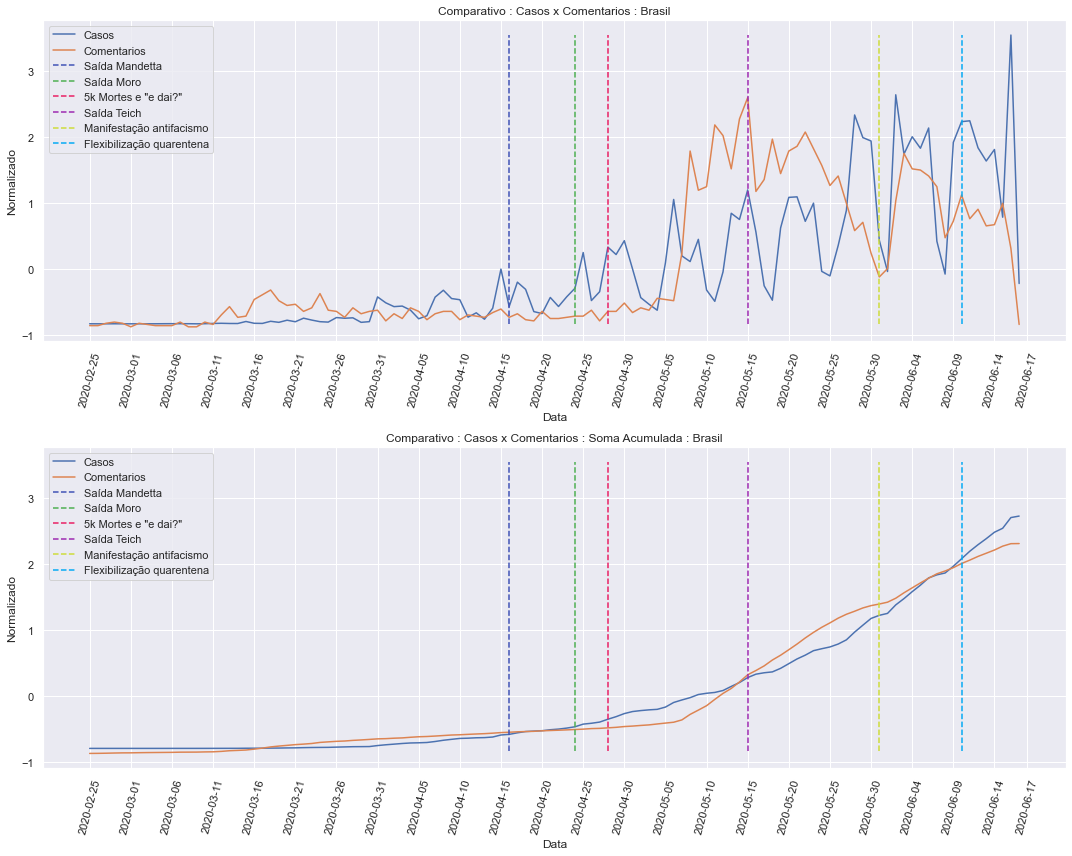 Comparativo : Casos x Comentarios : Brasil
Casos
Comentarios
Saída Mandetta
Saída Moro
5k Mortes e "e dai?"
Saída Teich
Manifestação antifacismo
Flexibilização quarentena
Normalizado
3
2
1
0
−1
2020-02-25
2020-03-01
2020-03-06
2020-03-11
2020-03-16
2020-03-21
2020-03-26
2020-03-31
2020-04-05
2020-04-10
2020-04-15
2020-04-20
2020-04-25
2020-04-30
2020-05-05
2020-05-10
2020-05-15
2020-05-20
2020-05-25
2020-05-30
2020-06-04
2020-06-09
2020-06-14
2020-06-17
Data
Comparativo : Casos x Comentarios : Soma Acumulada : Brasil
Casos
Comentarios
Saída Mandetta
Saída Moro
5k Mortes e "e dai?"
Saída Teich
Manifestação antifacismo
Flexibilização quarentena
Normalizado
3
2
1
0
−1
2020-02-25
2020-03-01
2020-03-06
2020-03-11
2020-03-16
2020-03-21
2020-03-26
2020-03-31
2020-04-05
2020-04-10
2020-04-15
2020-04-20
2020-04-25
2020-04-30
2020-05-05
2020-05-10
2020-05-15
2020-05-20
2020-05-25
2020-05-30
2020-06-04
2020-06-09
2020-06-14
2020-06-17
Data